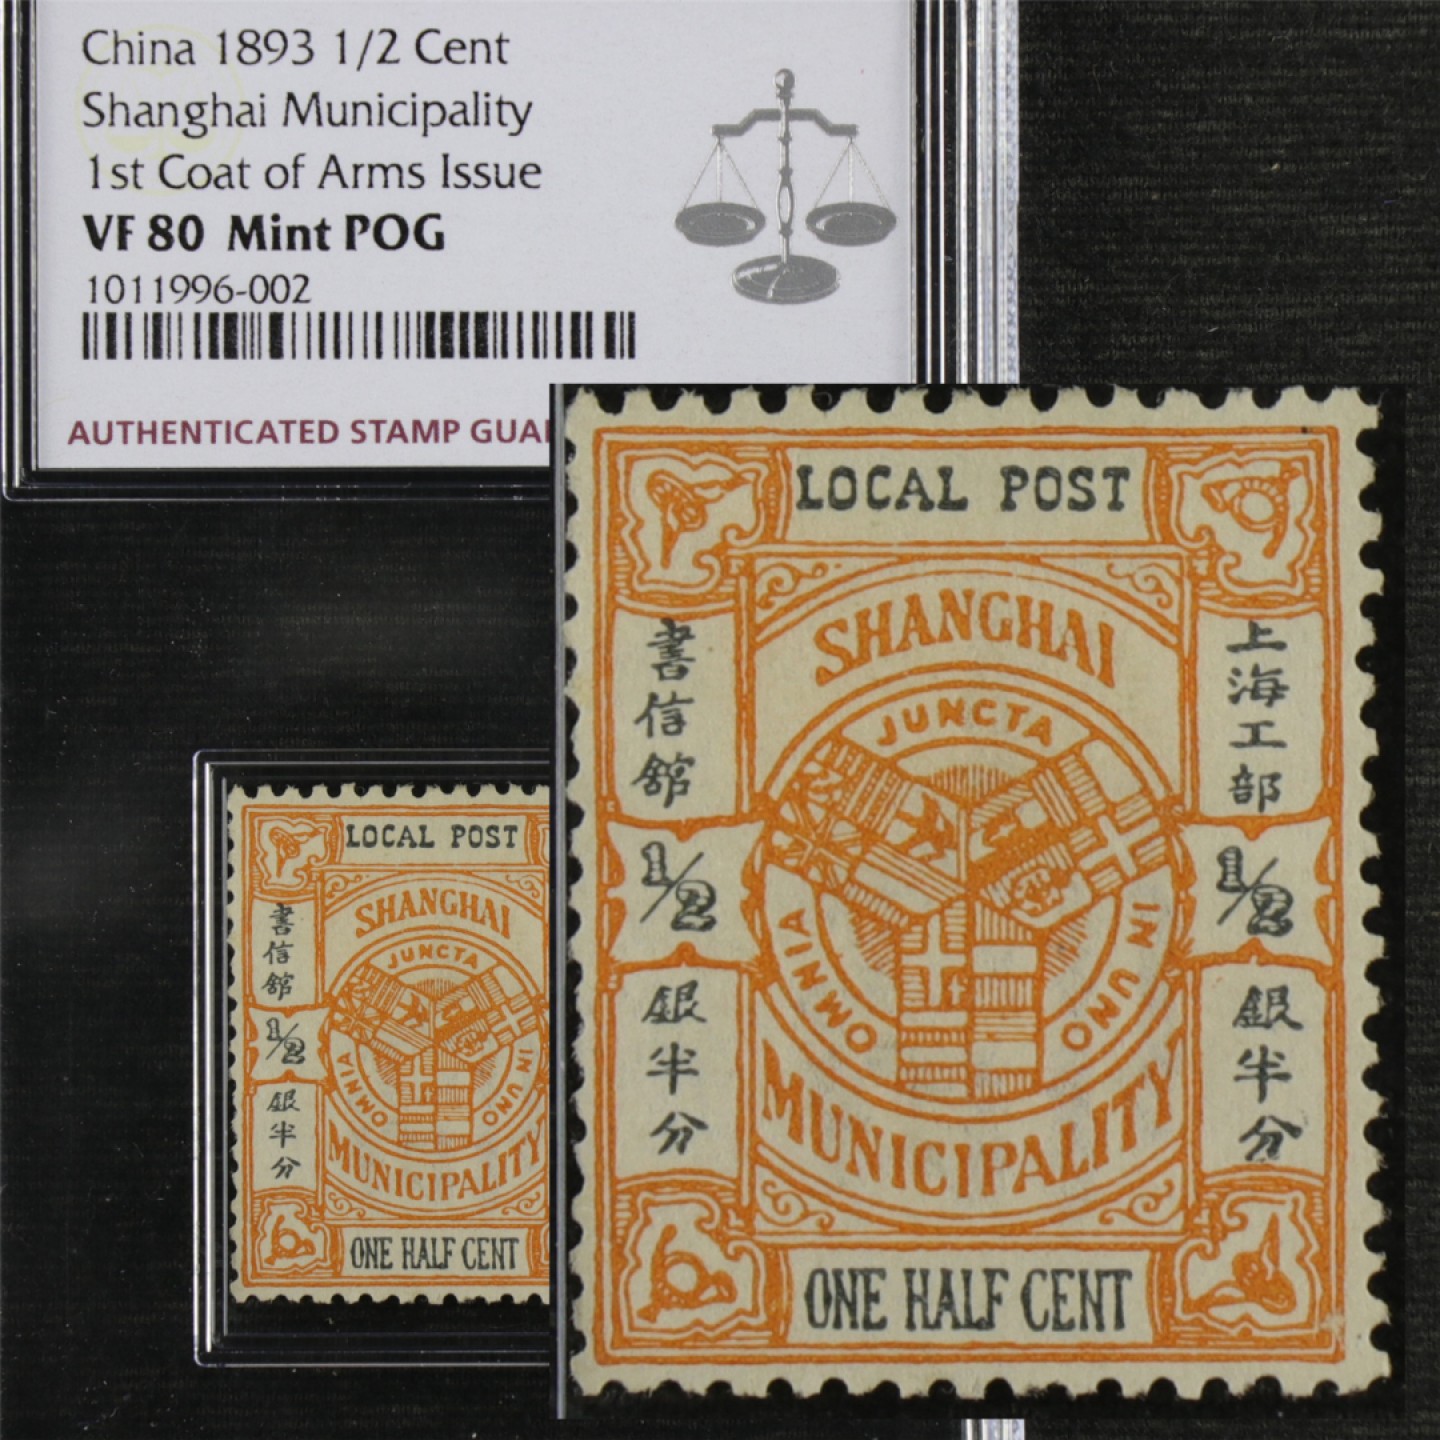 China 1893 1/2 Cent
Shanghai Municipality
1st Coat of Arms Issue
VF 80 Mint POG
1011996-002
AUTHENTICATED STAMP GUA
LOCAL POST
SHANGHAI
JUNCTA
IN UNO
OMNIA
MUNICIPALITY
ONE HALF CENT
上海工部
書信館
1/2
1/2
銀半分
銀半分
LOCAL POST
SHANGHAI
JUNCTA
IN UNO
OMNIA
MUNICIPALITY
ONE HALF CENT
書信館
1/2
銀半分